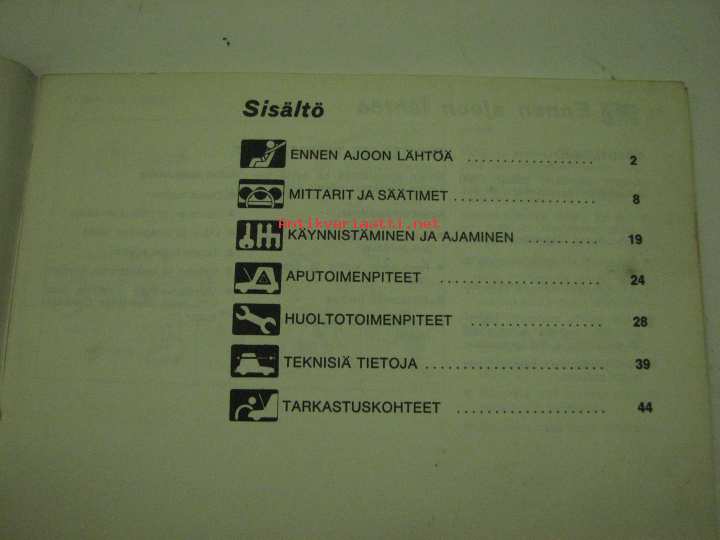 Sisältö
ENNEN AJOON LÄHTÖÄ .................. 2
MITTARIT JA SÄÄTIMET .................... 8
antikvariaatti.net
KÄYNNISTÄMINEN JA AJAMINEN .......... 19
APUTOIMENPITEET ...................... 24
HUOLTOTOIMENPITEET .................. 28
TEKNISIÄ TIETOJA ......................... 39
TARKASTUSKOHTEET ..................... 44